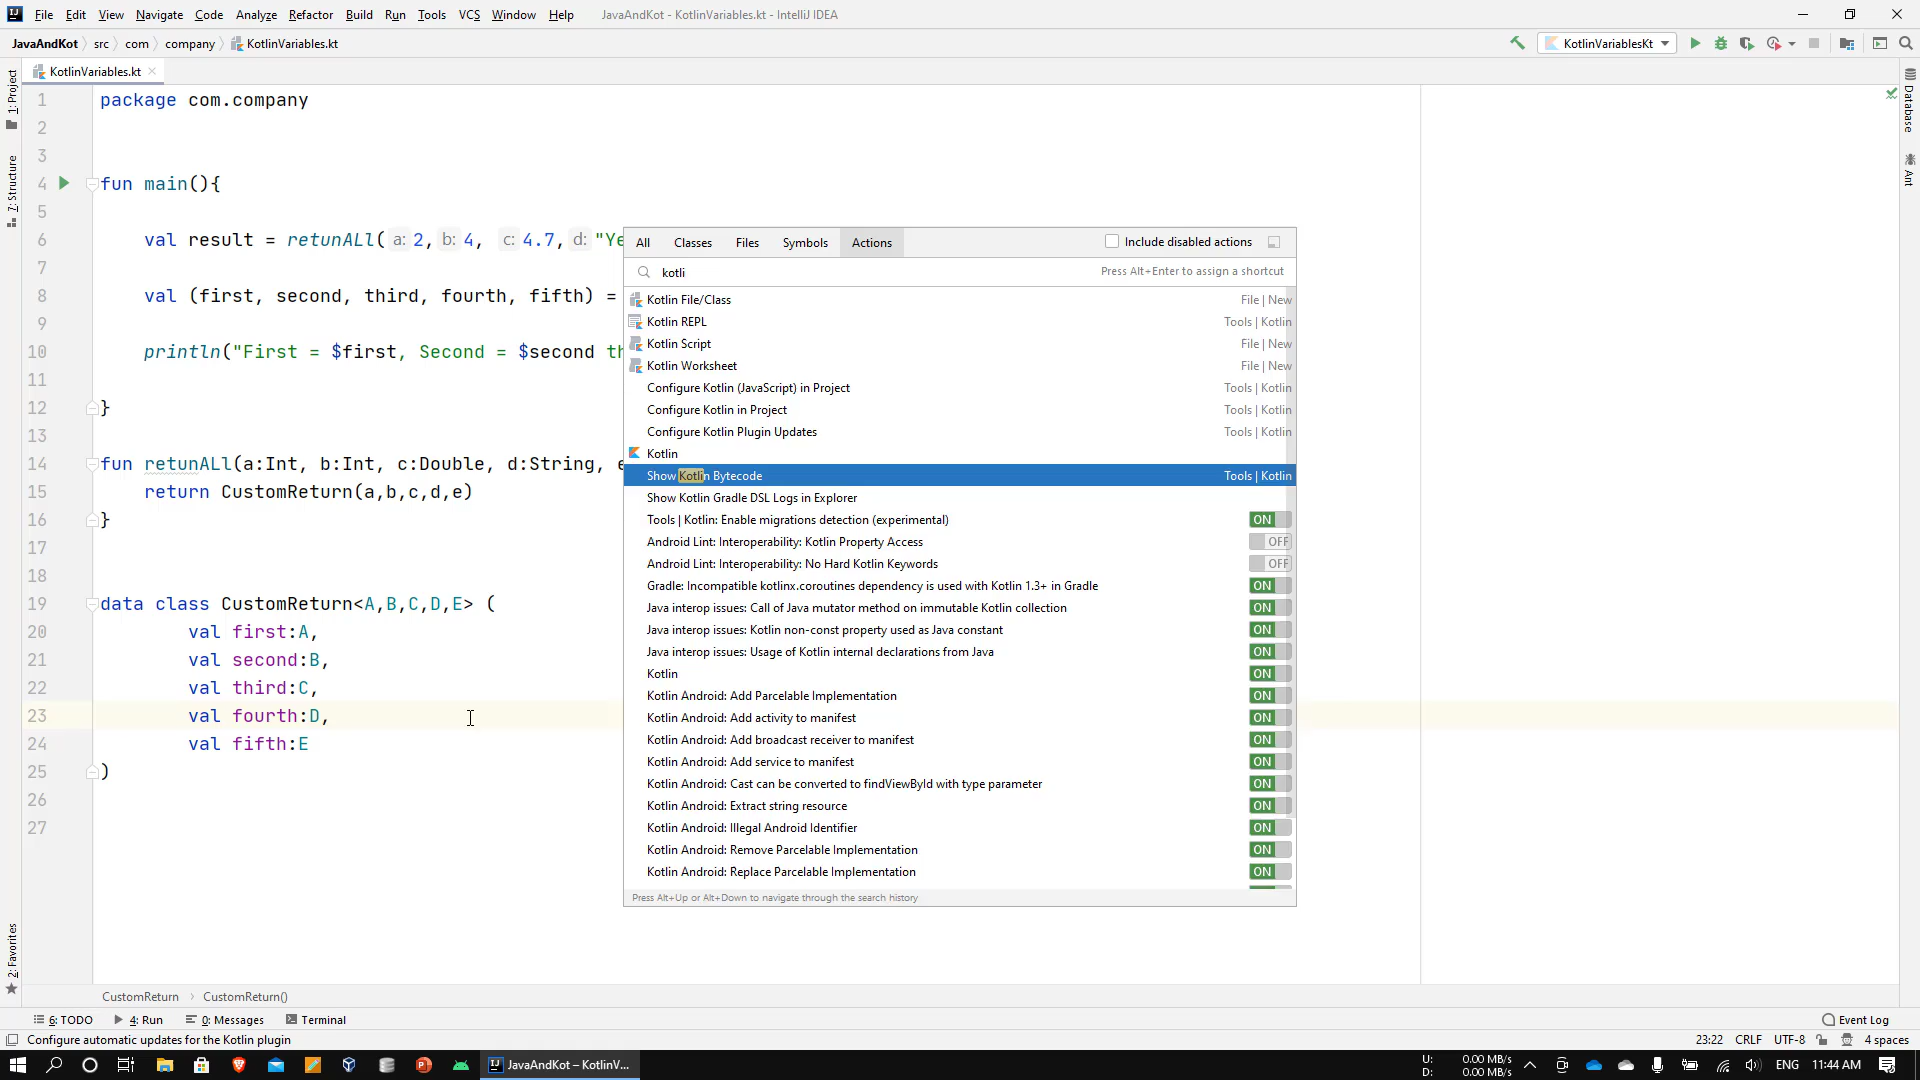 File Edit View Navigate Code Analyze Refactor Build Run Tools VCS Window Help JavaAndKot - KotlinVariables.kt - IntelliJ IDEA
JavaAndKot src com company KotlinVariables.kt KotlinVariablesKt
KotlinVariables.kt
1 package com.company
2
3
4 fun main(){
5
6 val result = retunALl( a: 2, b: 4, c: 4.7, d: "Ye
7
8 val (first, second, third, fourth, fifth) =
9
10 println("First = $first, Second = $second th
11
12 }
13
14 fun retunALl(a:Int, b:Int, c:Double, d:String, e
15 return CustomReturn(a,b,c,d,e)
16 }
17
18
19 data class CustomReturn<A,B,C,D,E> (
20 val first:A,
21 val second:B,
22 val third:C,
23 val fourth:D,
24 val fifth:E
25 )
26
27
All Classes Files Symbols Actions Include disabled actions
kotli Press Alt+Enter to assign a shortcut
Kotlin File/Class File | New
Kotlin REPL Tools | Kotlin
Kotlin Script File | New
Kotlin Worksheet File | New
Configure Kotlin (JavaScript) in Project Tools | Kotlin
Configure Kotlin in Project Tools | Kotlin
Configure Kotlin Plugin Updates Tools | Kotlin
Kotlin
Show Kotlin Bytecode Tools | Kotlin
Show Kotlin Gradle DSL Logs in Explorer
Tools | Kotlin: Enable migrations detection (experimental) ON
Android Lint: Interoperability: Kotlin Property Access OFF
Android Lint: Interoperability: No Hard Kotlin Keywords OFF
Gradle: Incompatible kotlinx.coroutines dependency is used with Kotlin 1.3+ in Gradle ON
Java interop issues: Call of Java mutator method on immutable Kotlin collection ON
Java interop issues: Kotlin non-const property used as Java constant ON
Java interop issues: Usage of Kotlin internal declarations from Java ON
Kotlin ON
Kotlin Android: Add Parcelable Implementation ON
Kotlin Android: Add activity to manifest ON
Kotlin Android: Add broadcast receiver to manifest ON
Kotlin Android: Add service to manifest ON
Kotlin Android: Cast can be converted to findViewById with type parameter ON
Kotlin Android: Extract string resource ON
Kotlin Android: Illegal Android Identifier ON
Kotlin Android: Remove Parcelable Implementation ON
Kotlin Android: Replace Parcelable Implementation ON
Press Alt+Up or Alt+Down to navigate through the search history
1: Project
7: Structure
2: Favorites
Database
Ant
CustomReturn CustomReturn()
6: TODO 4: Run 0: Messages Terminal Event Log
Configure automatic updates for the Kotlin plugin 23:22 CRLF UTF-8 4 spaces
JavaAndKot – KotlinV... U: 0.00 MB/s ENG 11:44 AM
D: 0.00 MB/s